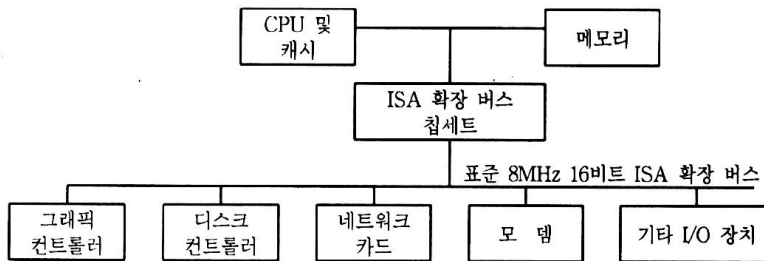 CPU 및
캐시
메모리
ISA 확장 버스
칩세트
표준 8MHz 16비트 ISA 확장 버스
그래픽
컨트롤러
디스크
컨트롤러
네트워크
카드
모 뎀
기타 I/O 장치